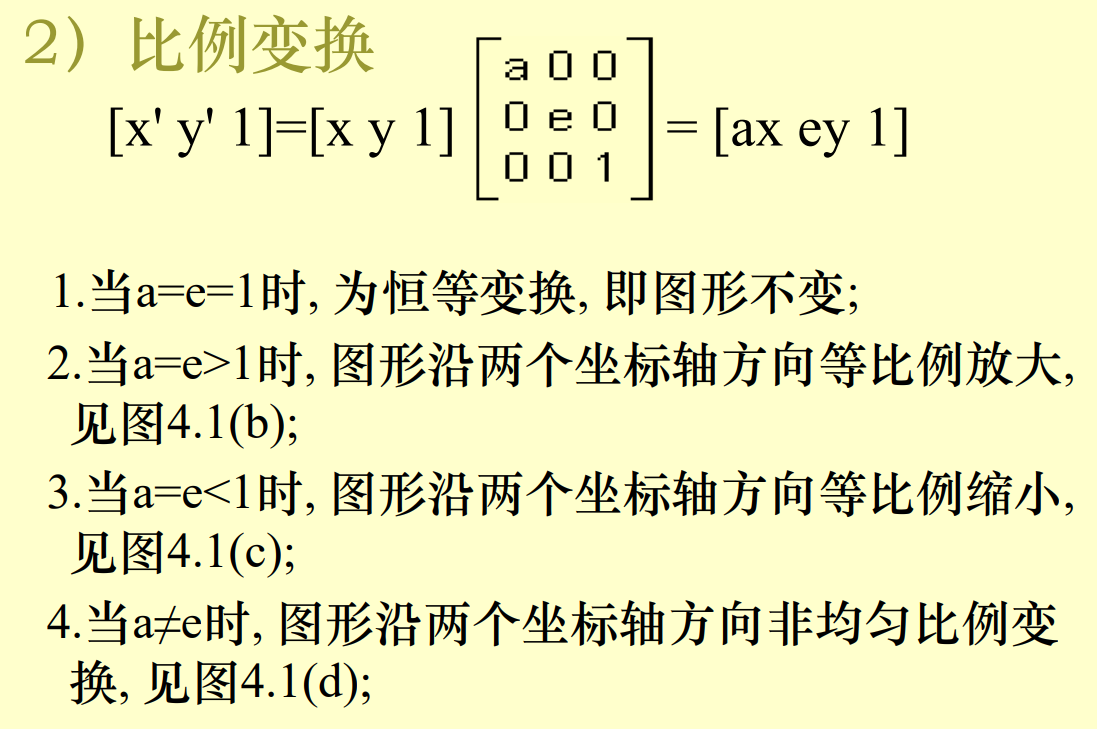 2）比例变换
[x' y' 1]=[x y 1] [a 0 0
0 e 0
0 0 1] = [ax ey 1]
1.当a=e=1时, 为恒等变换, 即图形不变;
2.当a=e>1时, 图形沿两个坐标轴方向等比例放大,
见图4.1(b);
3.当a=e<1时, 图形沿两个坐标轴方向等比例缩小,
见图4.1(c);
4.当a≠e时, 图形沿两个坐标轴方向非均匀比例变
换, 见图4.1(d);